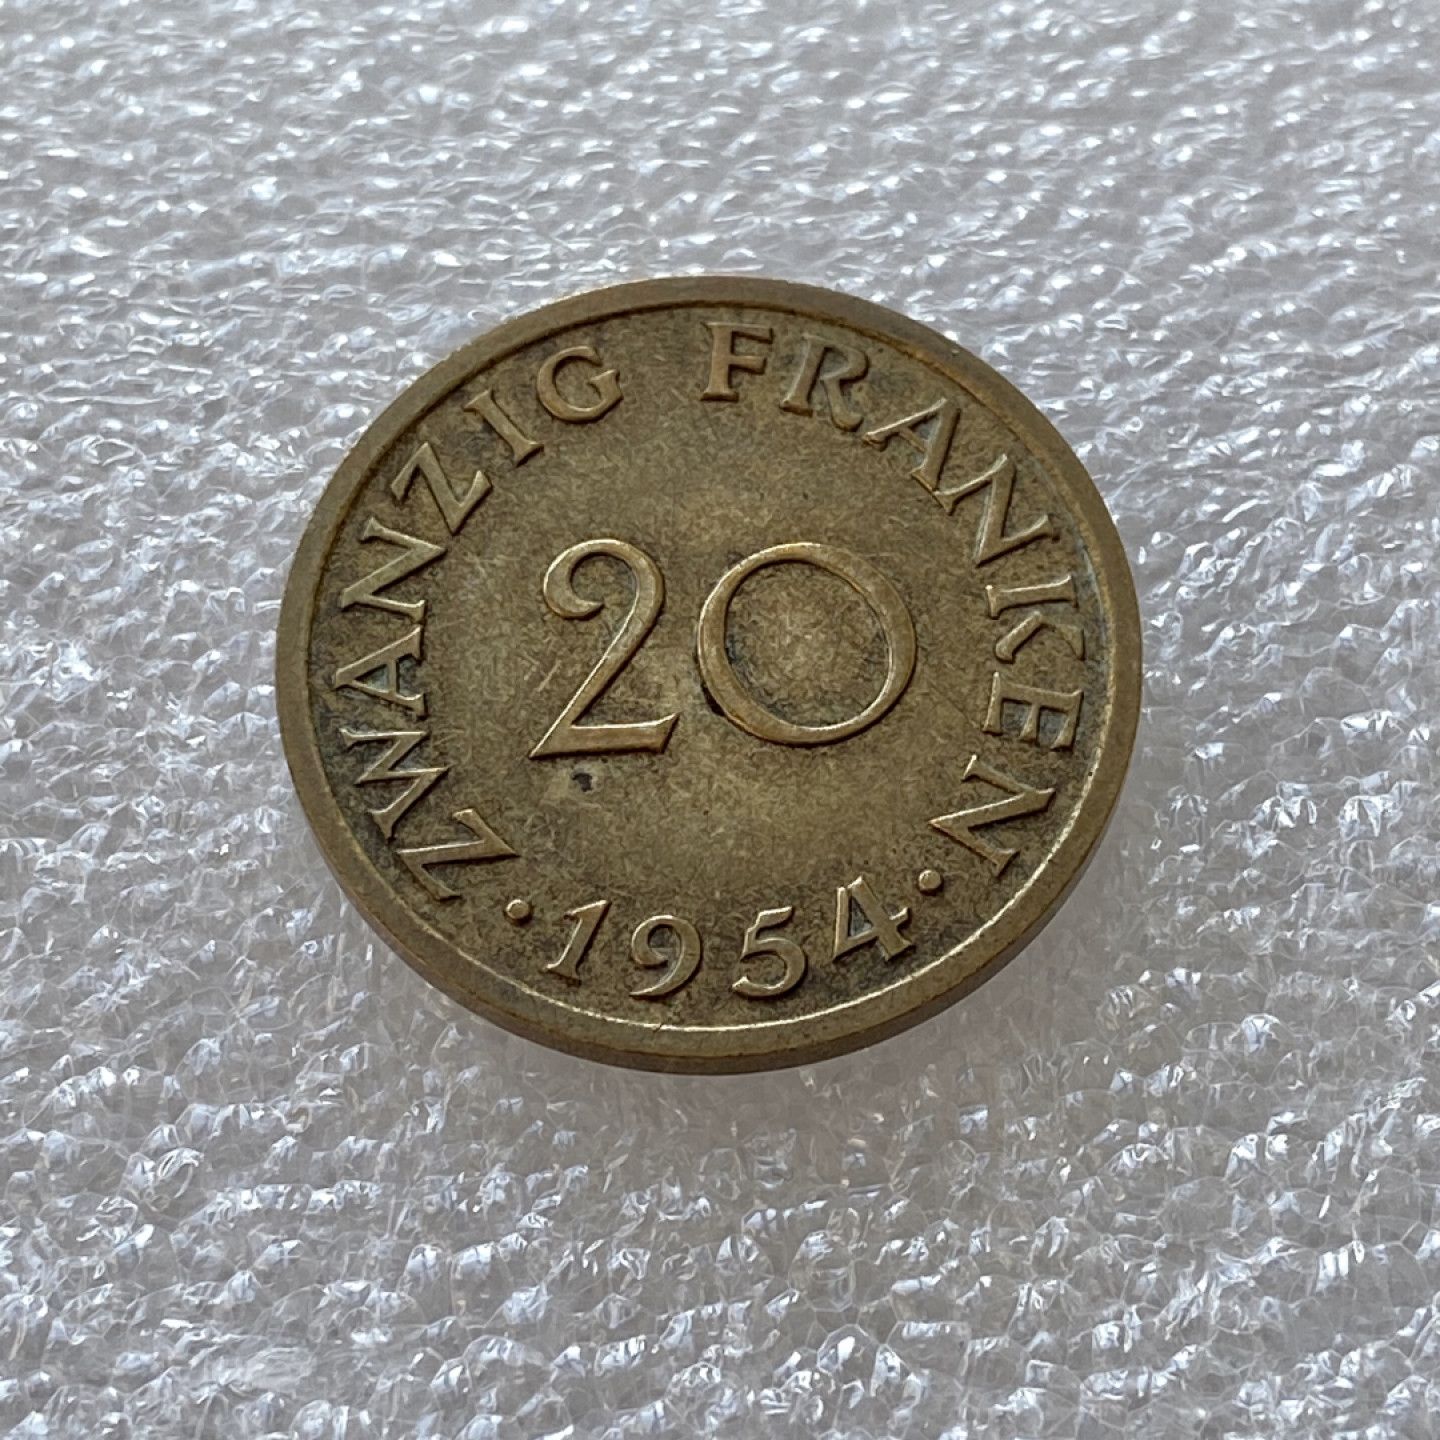 ZWANZIG FRANKEN
20
· 1954 ·